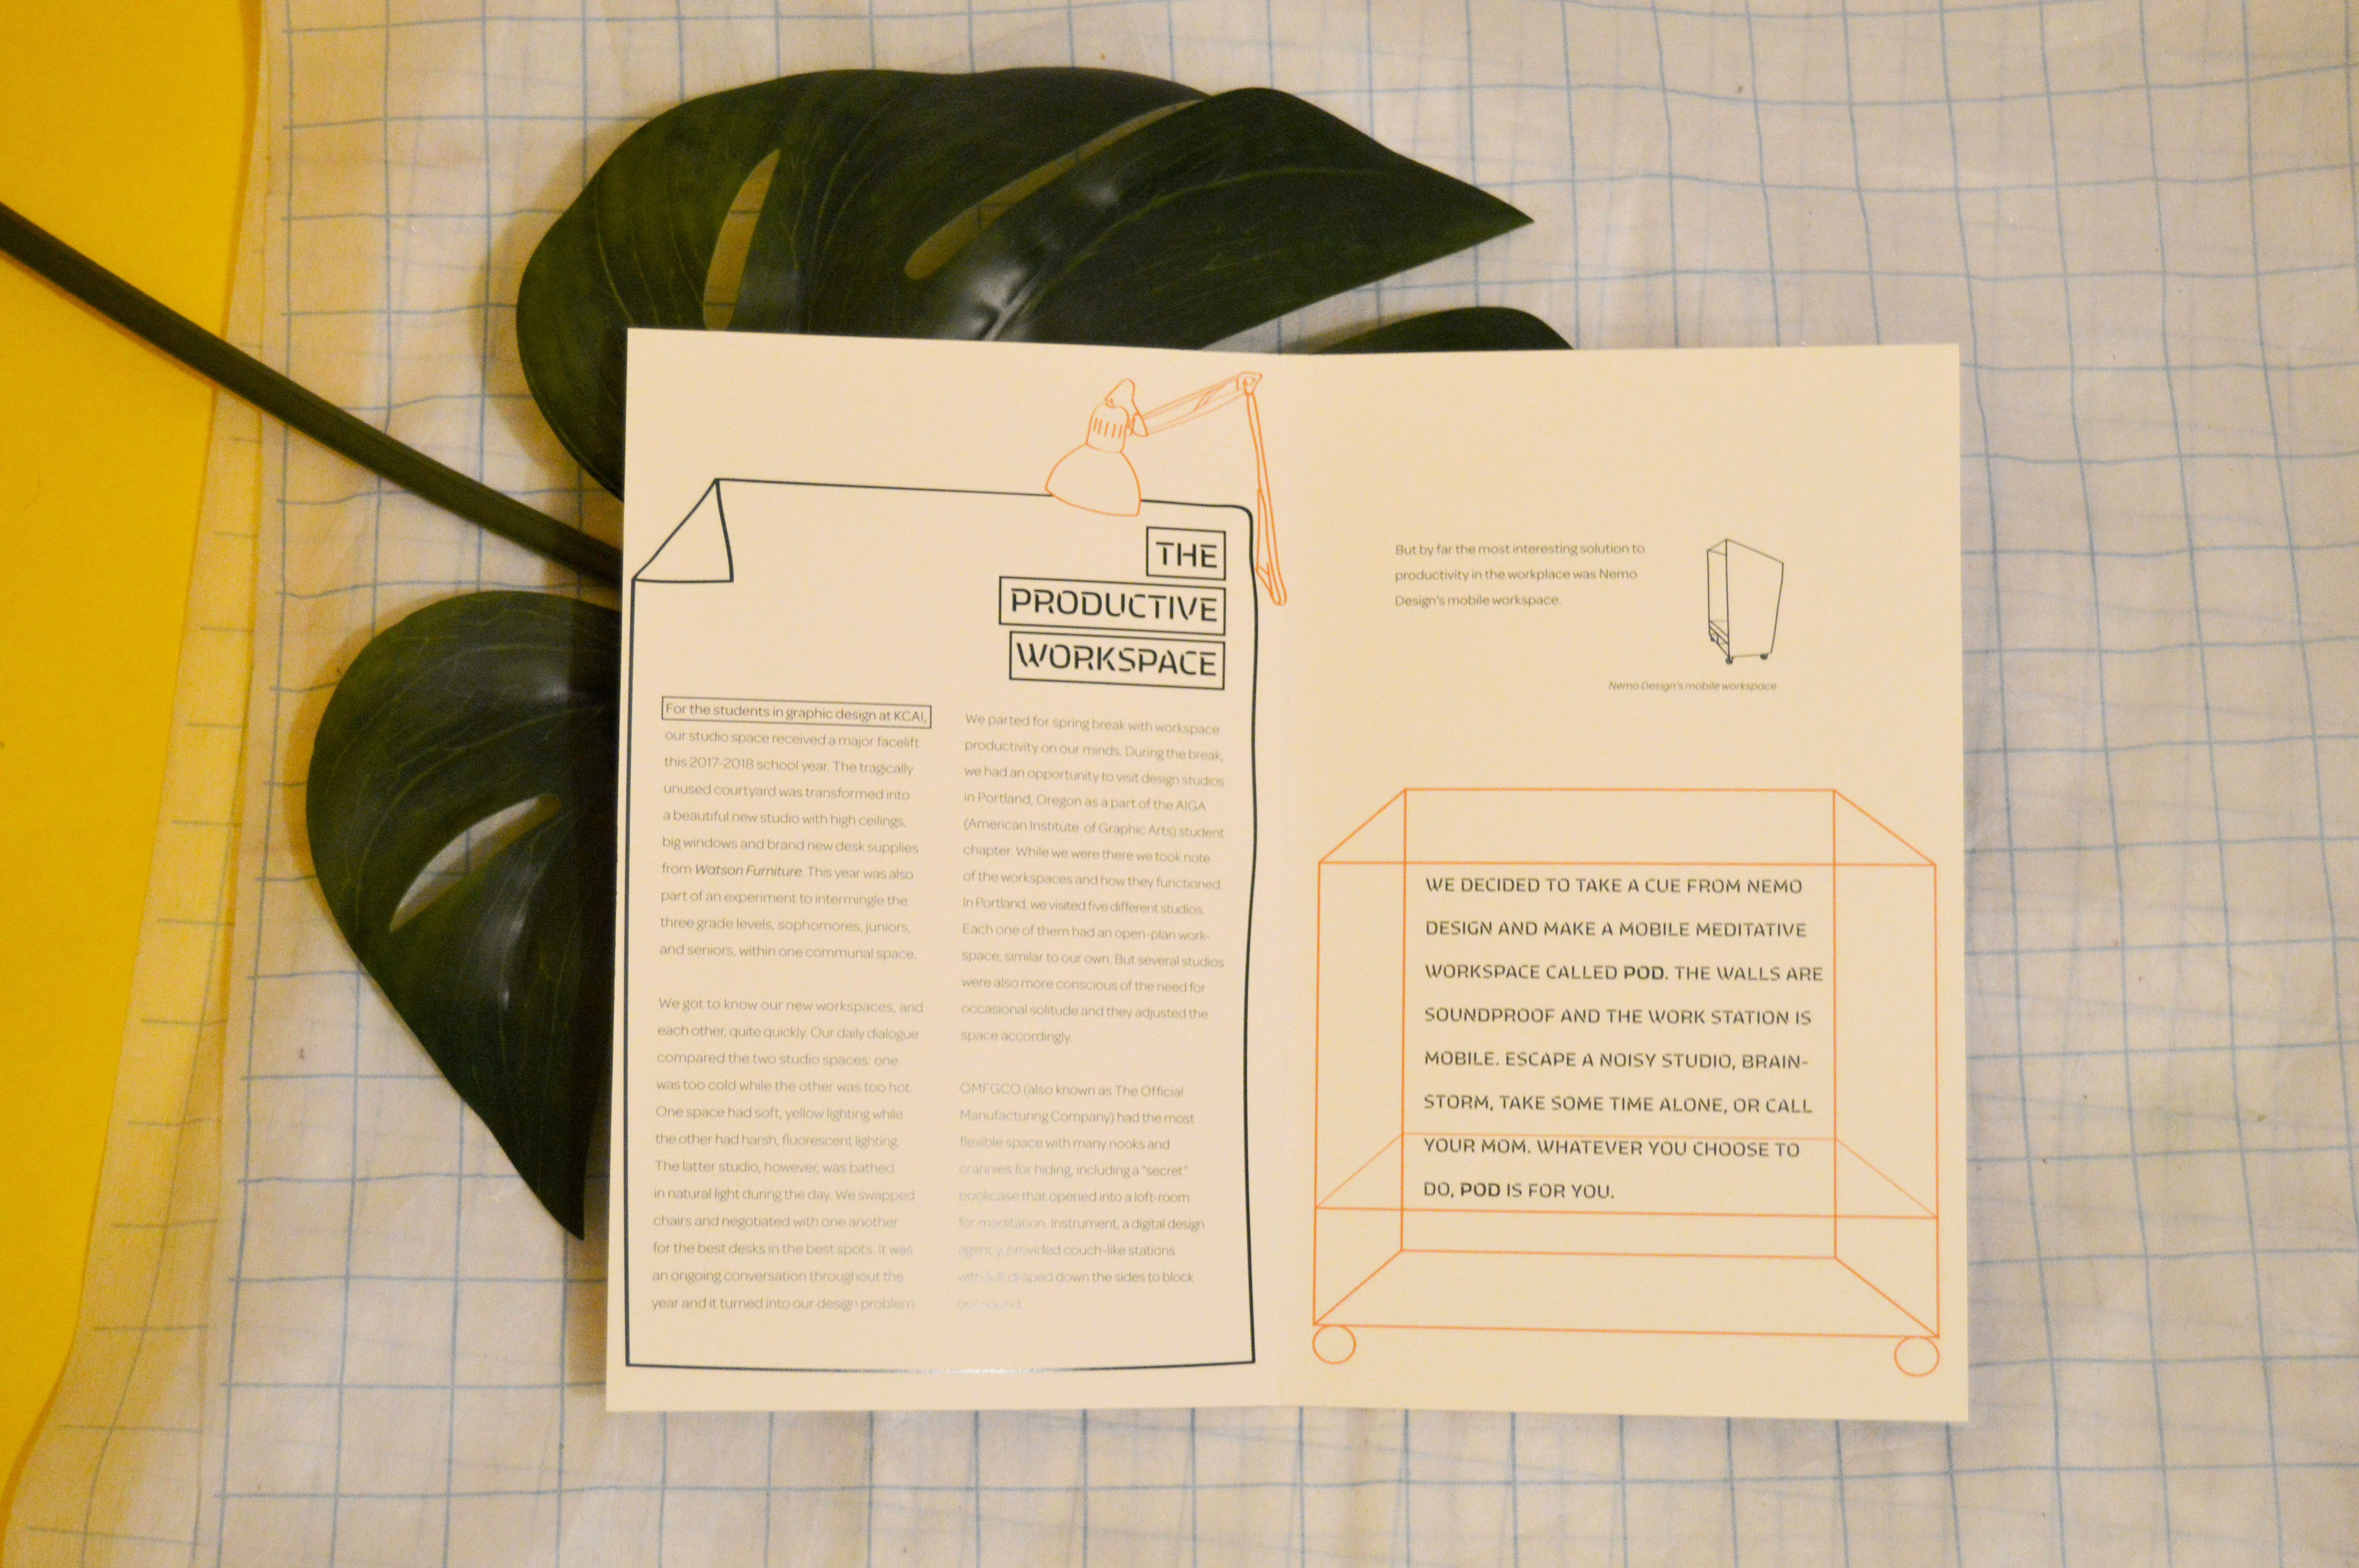 THE
PRODUCTIVE
WORKSPACE
For the students in graphic design at KCAI,
our studio space received a major facelift
this 2017-2018 school year. The tragically
unused courtyard was transformed into
a beautiful new studio with high ceilings,
big windows and brand new desk supplies
from Watson Furniture. This year was also
part of an experiment to intermingle the
three grade levels, sophomores, juniors,
and seniors, within one communal space.
We got to know our new workspaces, and
each other, quite quickly. Our daily dialogue
compared the two studio spaces: one
was too cold while the other was too hot.
One space had soft, yellow lighting while
the other had harsh, fluorescent lighting.
The latter studio, however, was bathed
in natural light during the day. We swapped
chairs and negotiated with one another
for the best desks in the best spots. It was
an ongoing conversation throughout the
year and it turned into our design problem.
We parted for spring break with workspace
productivity on our minds. During the break,
we had an opportunity to visit design studios
in Portland, Oregon as a part of the AIGA
(American Institute of Graphic Arts) student
chapter. While we were there we took note
of the workspaces and how they functioned.
In Portland, we visited five different studios.
Each one of them had an open-plan work-
space, similar to our own. But several studios
were also more conscious of the need for
occasional solitude and they adjusted the
space accordingly.
OMFGCO (also known as The Official
Manufacturing Company) had the most
flexible space with many nooks and
crannies for hiding, including a "secret"
bookcase that opened into a loft-room
for meditation. Instrument, a digital design
agency, provided couch-like stations
with felt draped down the sides to block
our sound.
But by far the most interesting solution to
productivity in the workplace was Nemo
Design's mobile workspace.
Nemo Design's mobile workspace
WE DECIDED TO TAKE A CUE FROM NEMO
DESIGN AND MAKE A MOBILE MEDITATIVE
WORKSPACE CALLED POD. THE WALLS ARE
SOUNDPROOF AND THE WORK STATION IS
MOBILE. ESCAPE A NOISY STUDIO, BRAIN-
STORM, TAKE SOME TIME ALONE, OR CALL
YOUR MOM. WHATEVER YOU CHOOSE TO
DO, POD IS FOR YOU.